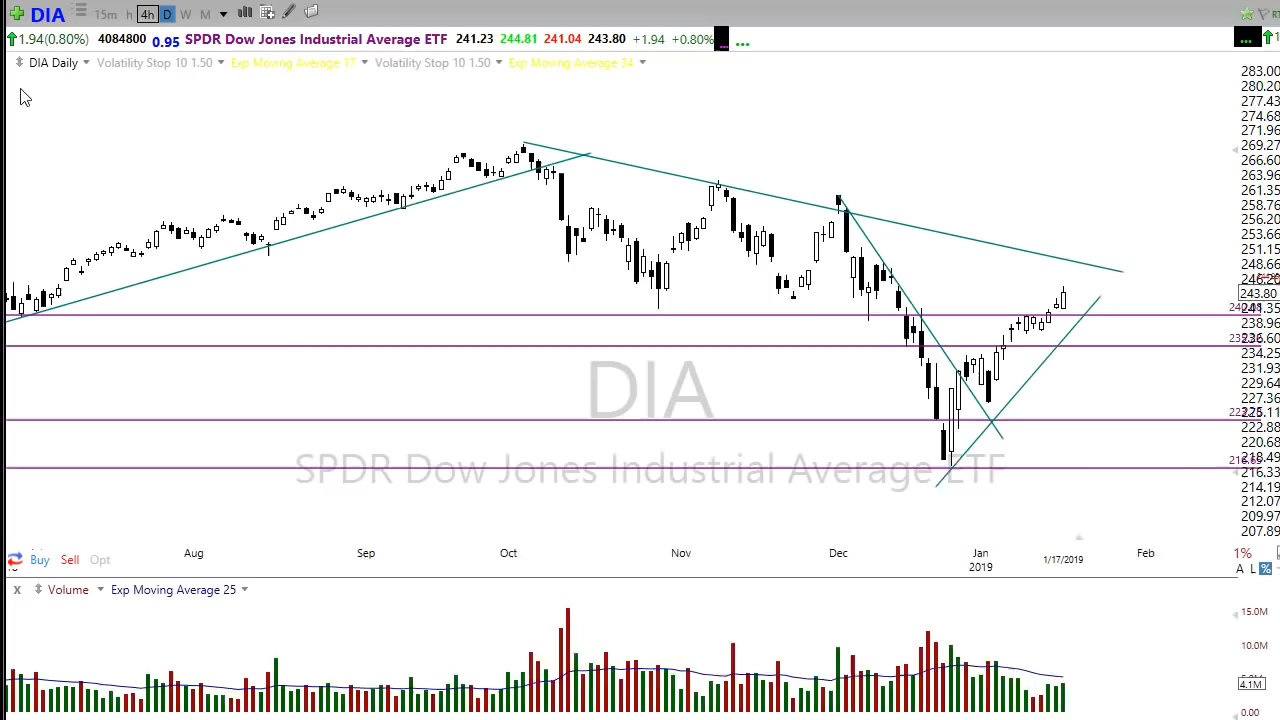 DIA 15m h 4h D W M
1.94(0.80%) 4084800 0.95 SPDR Dow Jones Industrial Average ETF 241.23 244.81 241.04 243.80 +1.94 +0.80% ... ...
DIA Daily Volatility Stop 10 1.50 Exp Moving Average 17 Volatility Stop 10 1.50 Exp Moving Average 34
283.00
280.20
277.43
274.68
271.96
269.27
266.60
263.96
261.35
258.76
256.20
253.66
251.15
248.66
246.20
243.80
241.35
238.96
236.60
234.25
231.93
229.64
227.36
225.11
222.88
220.68
218.49
216.33
214.19
212.07
209.97
207.89
DIA
SPDR Dow Jones Industrial Average ETF
Aug Sep Oct Nov Dec Jan Feb
2019 1/17/2019
Buy Sell Opt 1%
A L %
X Volume Exp Moving Average 25
15.0M
10.0M
4.1M
0.00